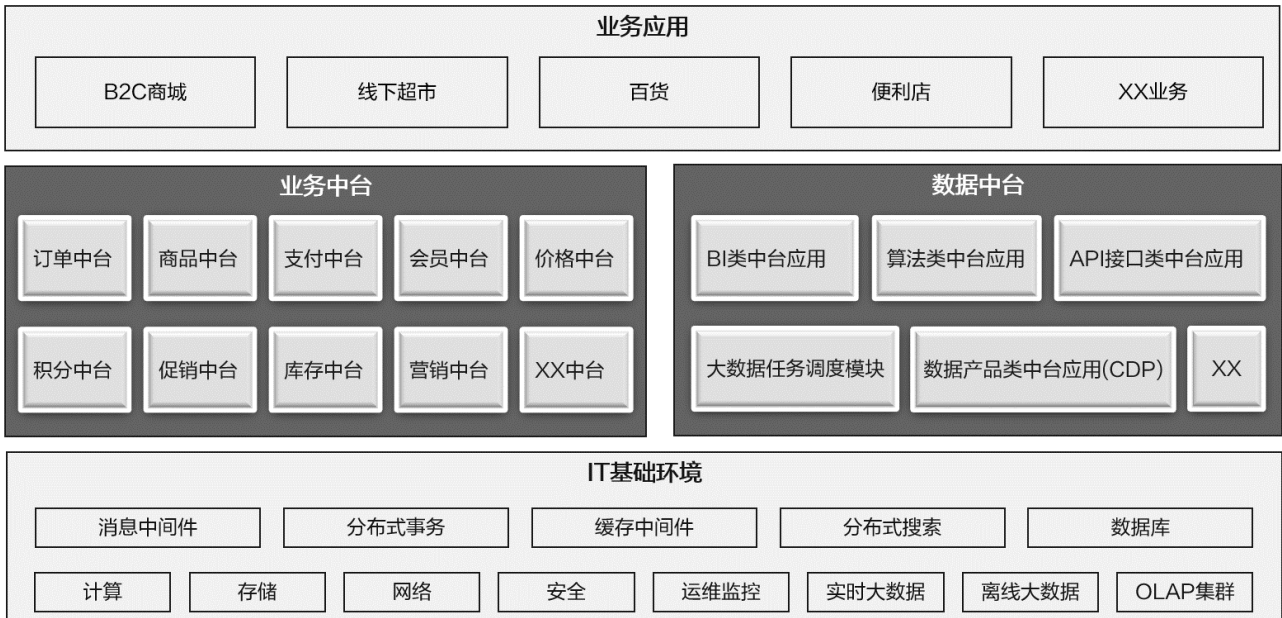 业务应用
B2C商城 线下超市 百货 便利店 XX业务
业务中台
订单中台 商品中台 支付中台 会员中台 价格中台
积分中台 促销中台 库存中台 营销中台 XX中台
数据中台
BI类中台应用 算法类中台应用 API接口类中台应用
大数据任务调度模块 数据产品类中台应用(CDP) XX
IT基础环境
消息中间件 分布式事务 缓存中间件 分布式搜索 数据库
计算 存储 网络 安全 运维监控 实时大数据 离线大数据 OLAP集群